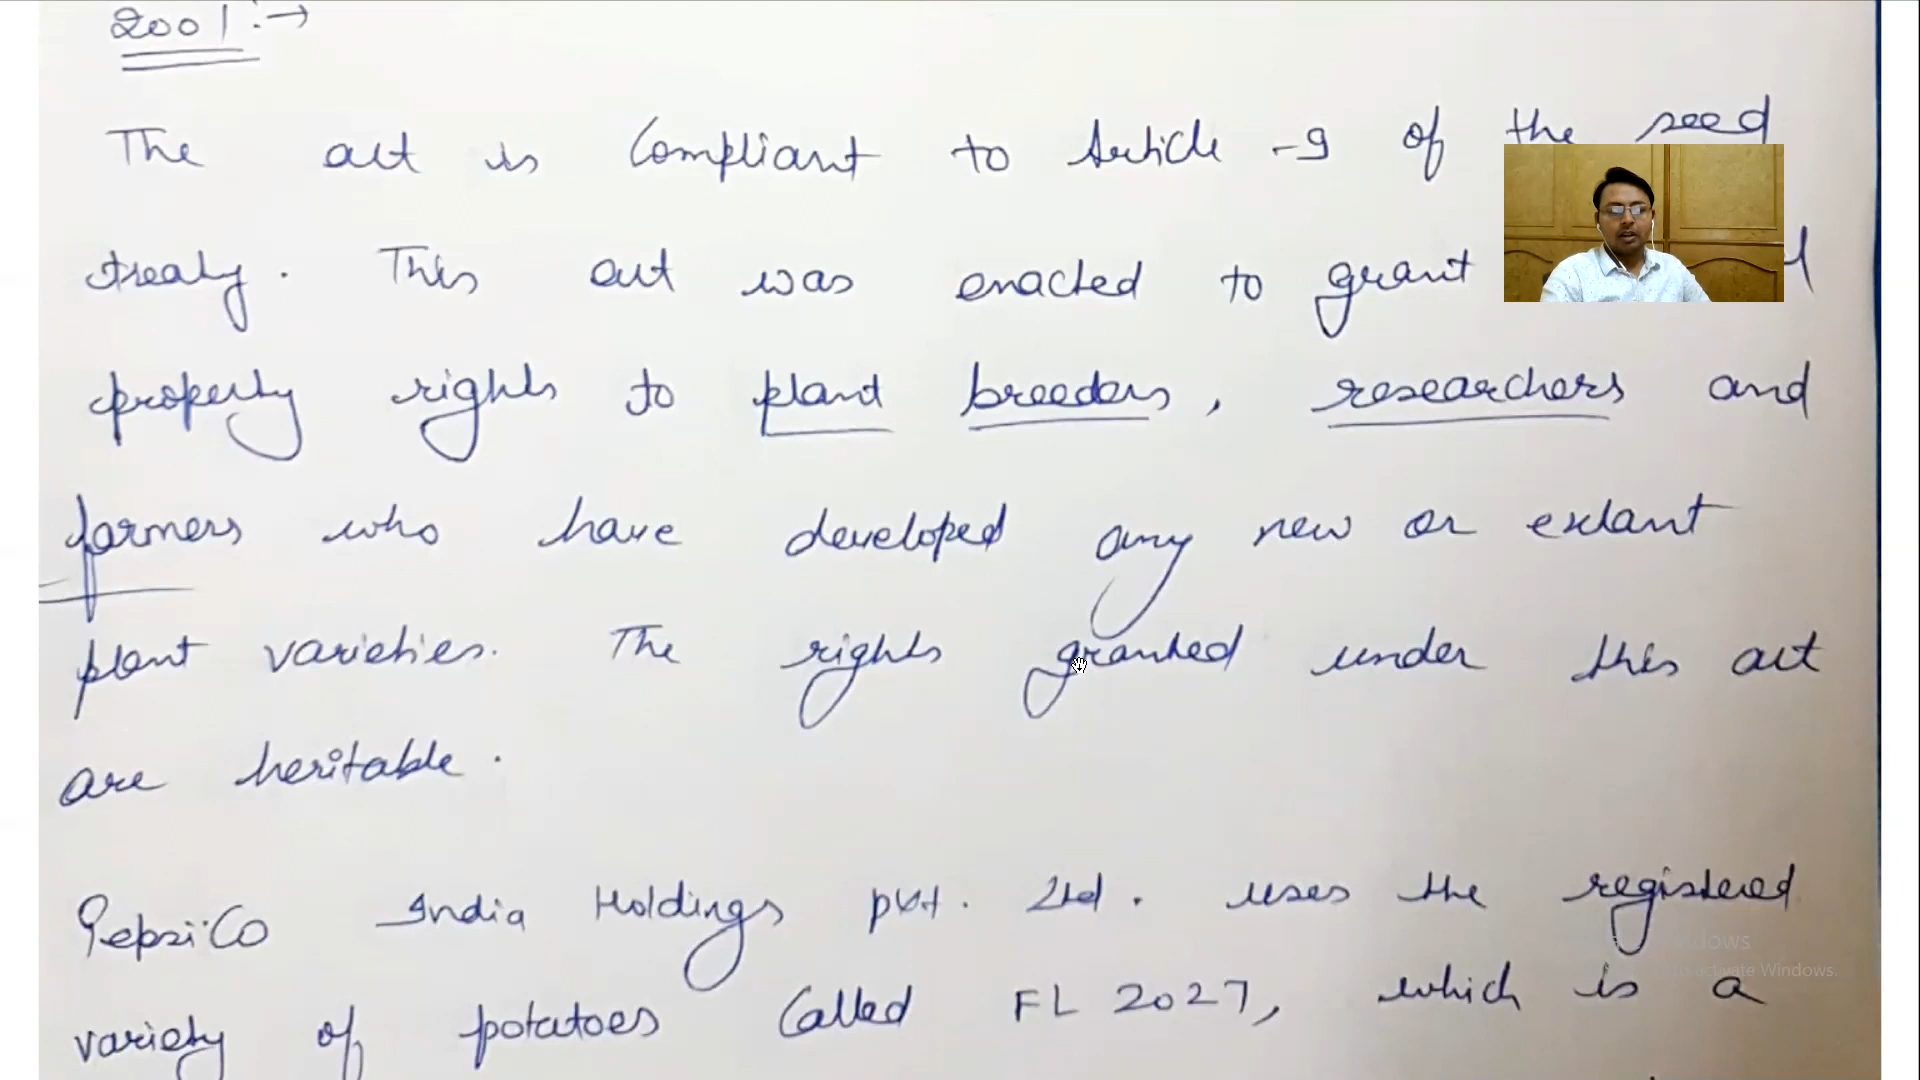 2001 :→
The act is Compliant to Article -9 of the seed
treaty. This act was enacted to grant
property rights to plant breeders, researchers and
farmers who have developed any new or extant
plant varieties. The rights granted under this act
are heritable.
PepsiCo India Holdings pvt. Ltd. uses the registered
variety of potatoes Called FL 2027, which is a